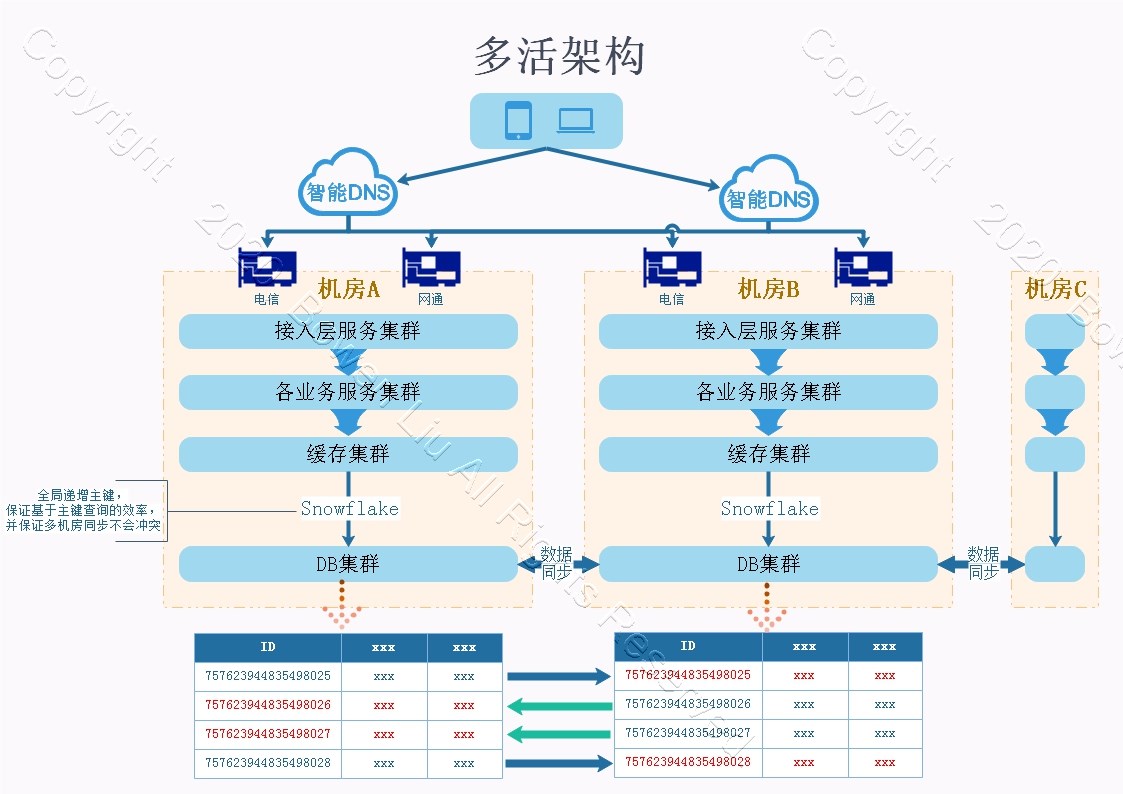 多活架构
智能DNS
智能DNS
电信
机房A
网通
电信
机房B
网通
机房C
接入层服务集群
接入层服务集群
各业务服务集群
各业务服务集群
缓存集群
缓存集群
全局递增主键，
保证基于主键查询的效率，
并保证多机房同步不会冲突
Snowflake
Snowflake
DB集群
数据
同步
DB集群
数据
同步
ID xxx xxx
757623944835498025 xxx xxx
757623944835498026 xxx xxx
757623944835498027 xxx xxx
757623944835498028 xxx xxx
ID xxx xxx
757623944835498025 xxx xxx
757623944835498026 xxx xxx
757623944835498027 xxx xxx
757623944835498028 xxx xxx
Copyright
2020 Bowen Liu All Rights Reserved
Copyright
2020 Bow